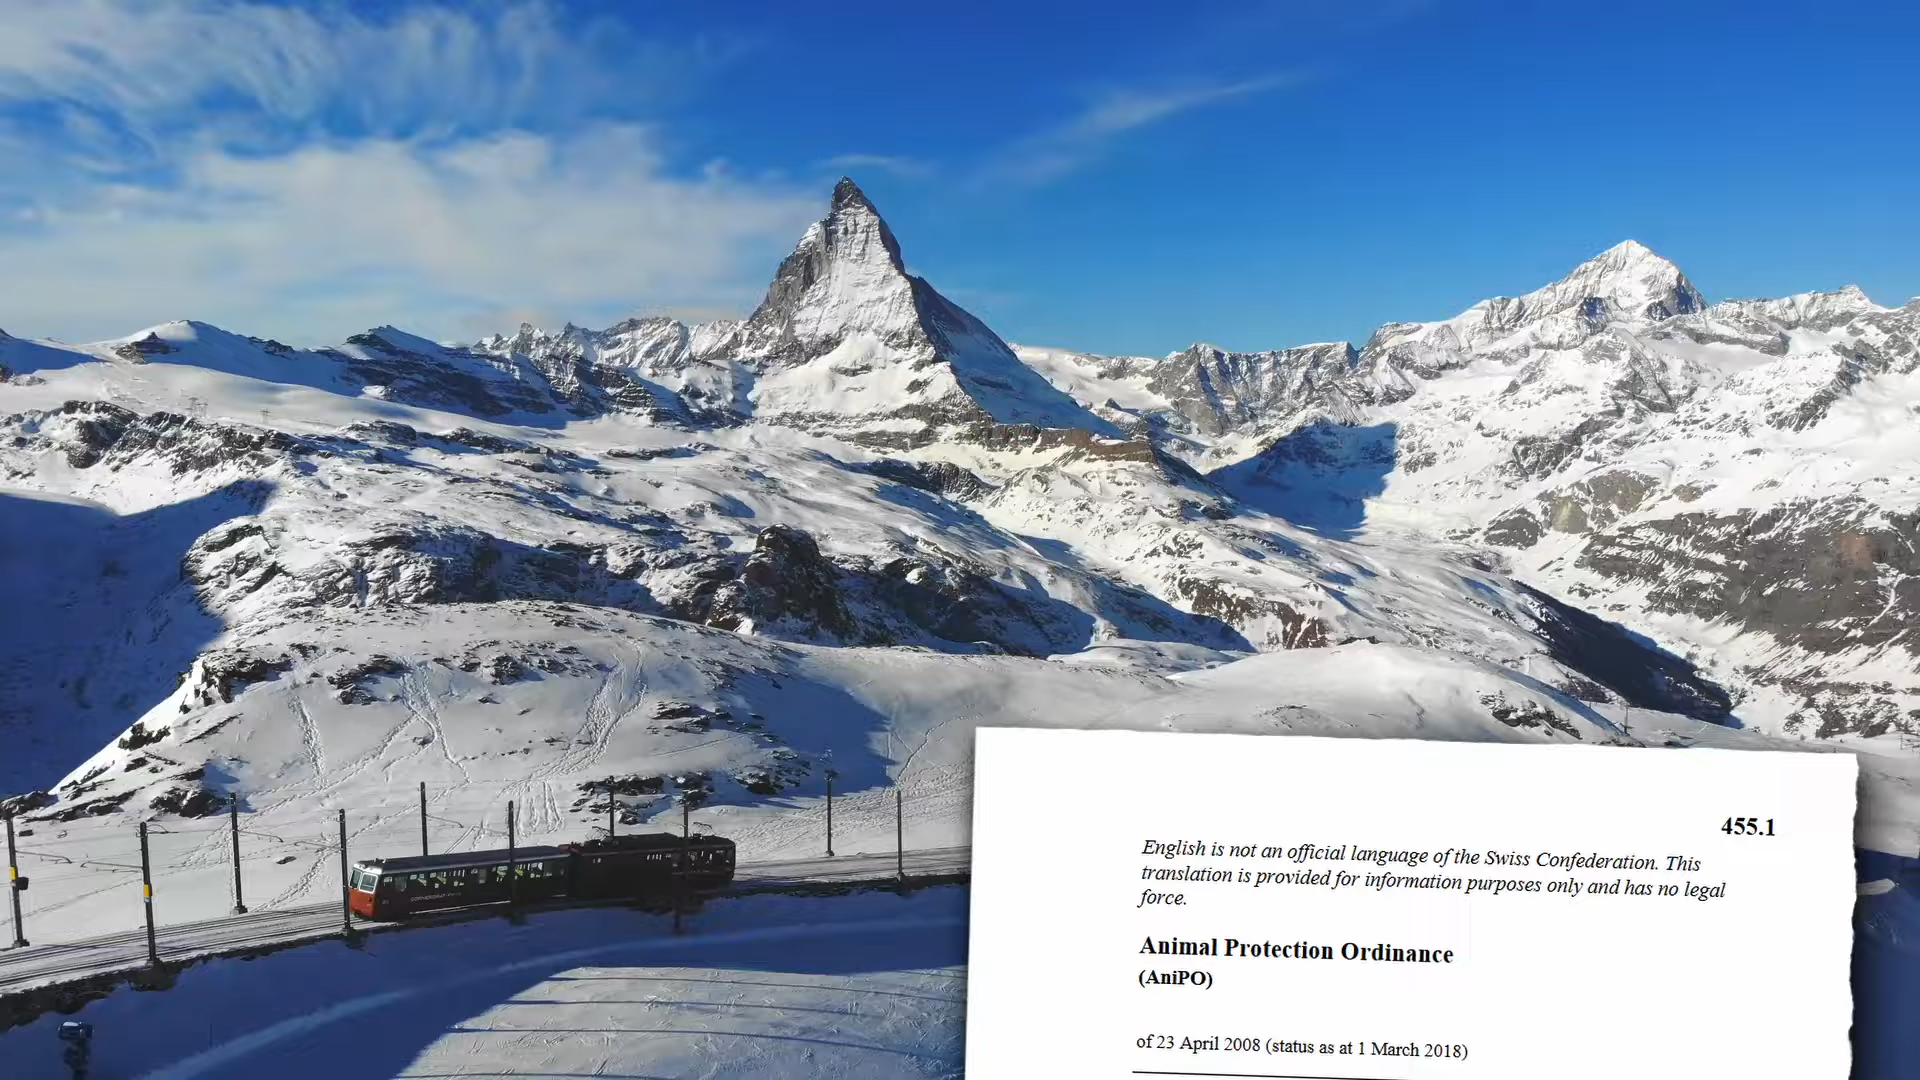 455.1
English is not an official language of the Swiss Confederation. This
translation is provided for information purposes only and has no legal
force.
Animal Protection Ordinance
(AniPO)
of 23 April 2008 (status as at 1 March 2018)